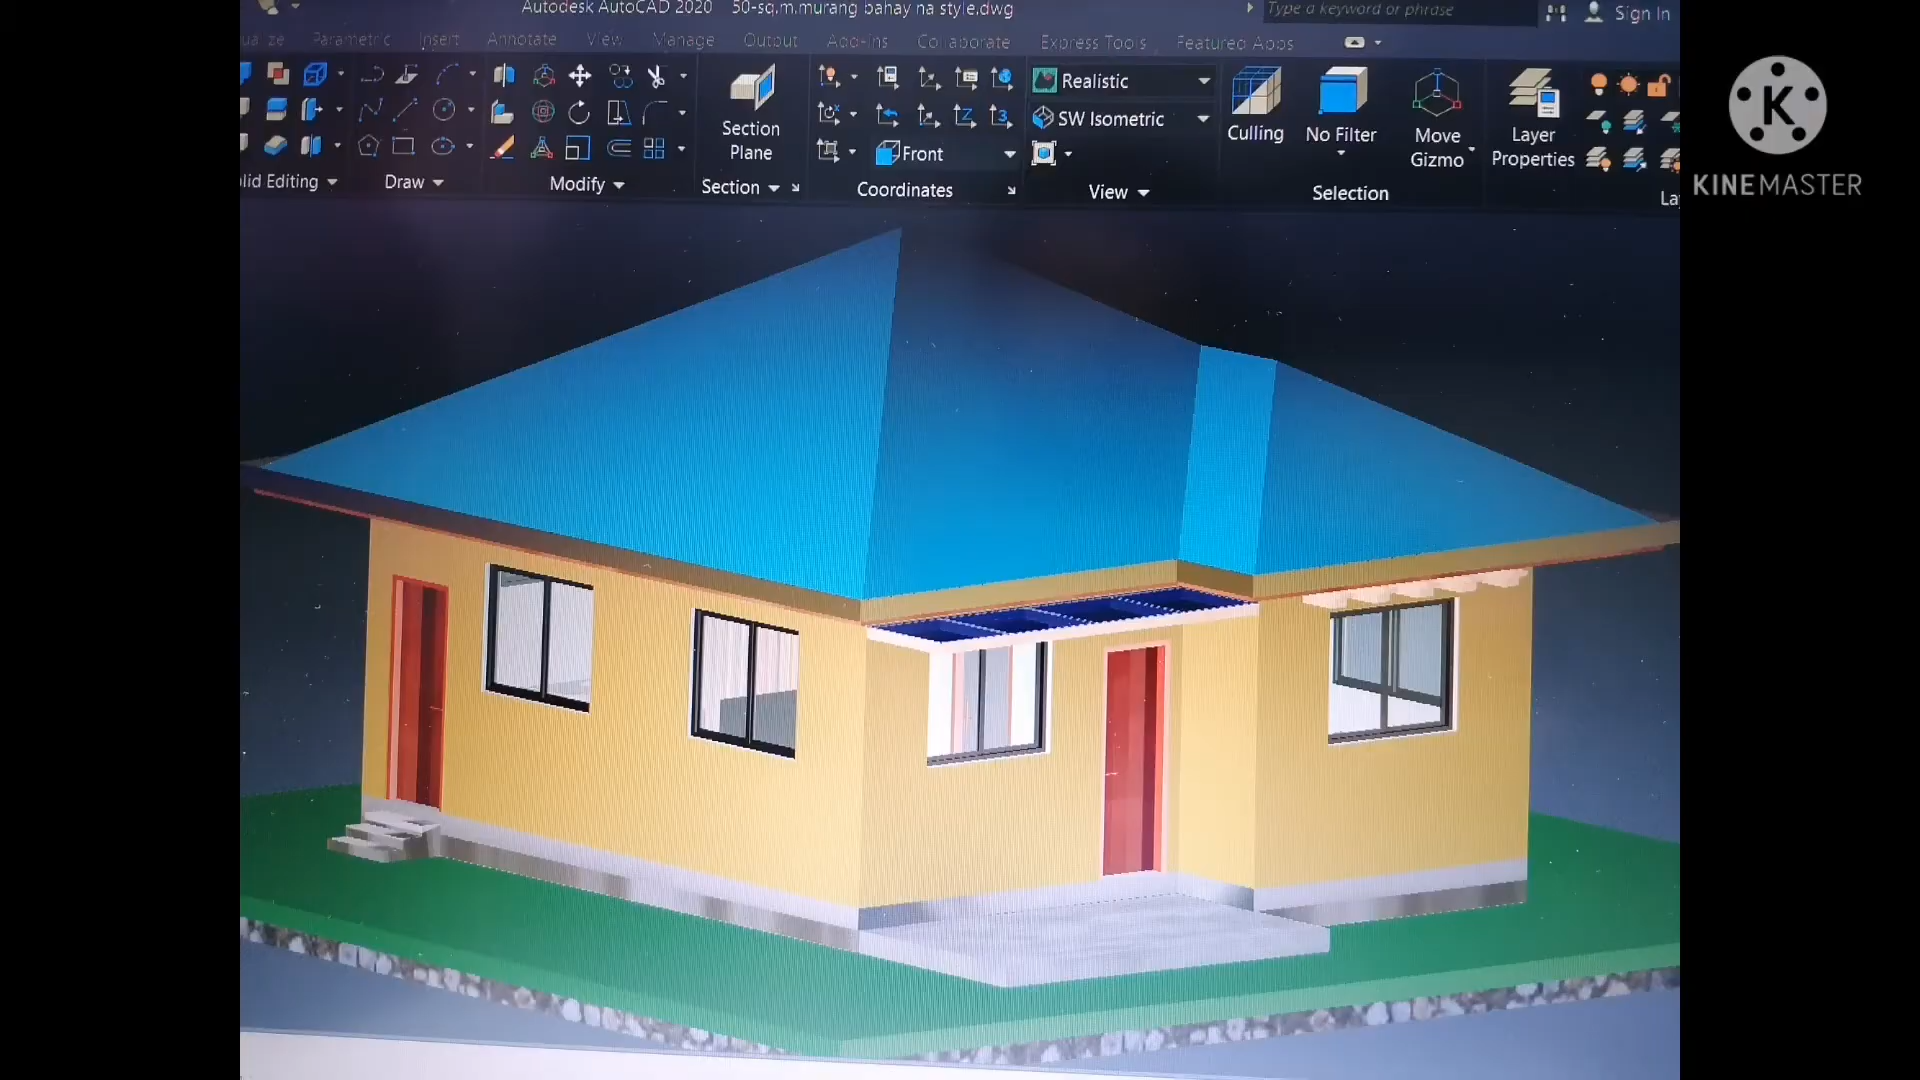 Autodesk AutoCAD 2020 50-sq.m.murang bahay na style.dwg
Type a keyword or phrase
Sign In
Parametric Insert Annotate View Manage Output Add-ins Collaborate Express Tools Featured Apps
Realistic
SW Isometric
Front
Section
Plane
Culling
No Filter
Move
Gizmo
Layer
Properties
Solid Editing
Draw
Modify
Section
Coordinates
View
Selection
K
KINEMASTER